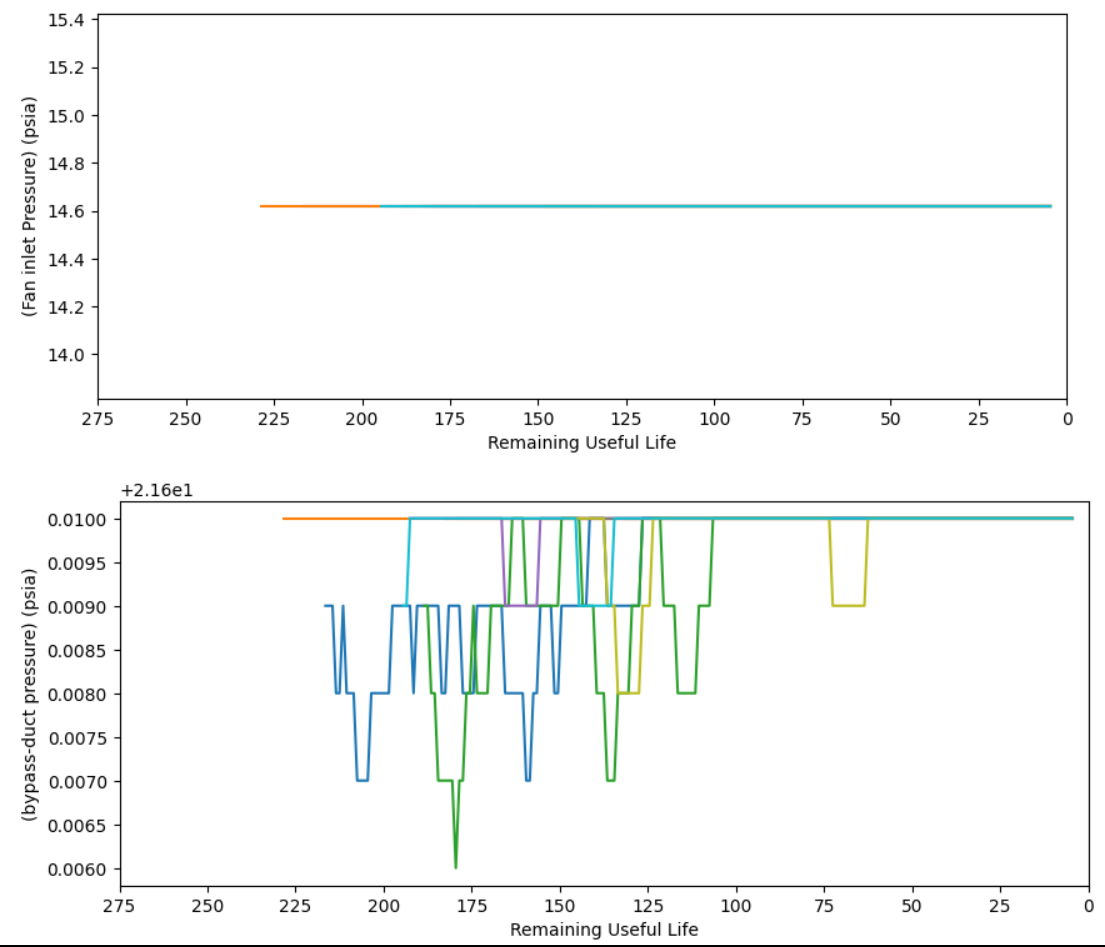 15.4
15.2
15.0
14.8
14.6
14.4
14.2
14.0
(Fan inlet Pressure) (psia)
275 250 225 200 175 150 125 100 75 50 25 0
Remaining Useful Life
+2.16e1
0.0100
0.0095
0.0090
0.0085
0.0080
0.0075
0.0070
0.0065
0.0060
(bypass-duct pressure) (psia)
275 250 225 200 175 150 125 100 75 50 25 0
Remaining Useful Life